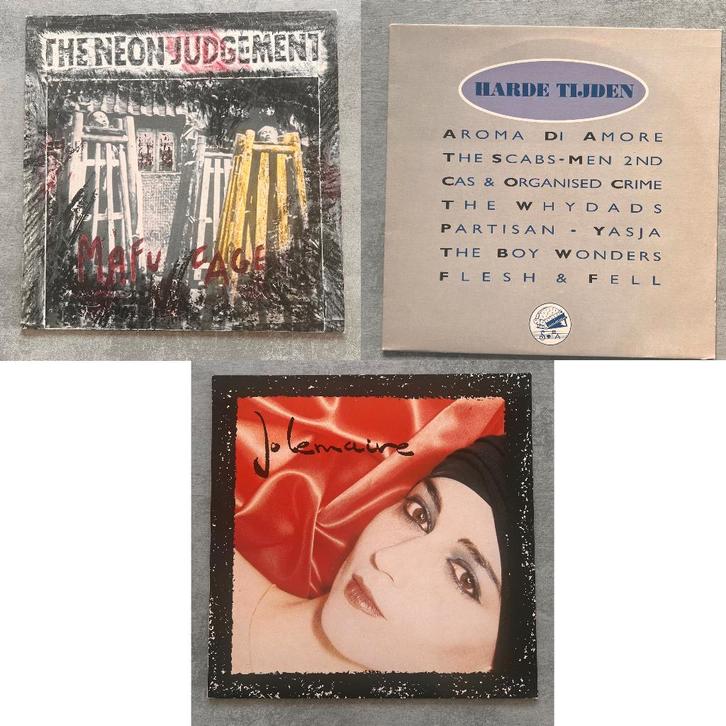 THE NEON JUDGEMENT
MAFU CAGE
HARDE TIJDEN
AROMA DI AMORE
THE SCABS-MEN 2ND
CAS & ORGANISED CRIME
THE WHYDADS
PARTISAN - YASJA
THE BOY WONDERS
FLESH & FELL
Jo Lemaire